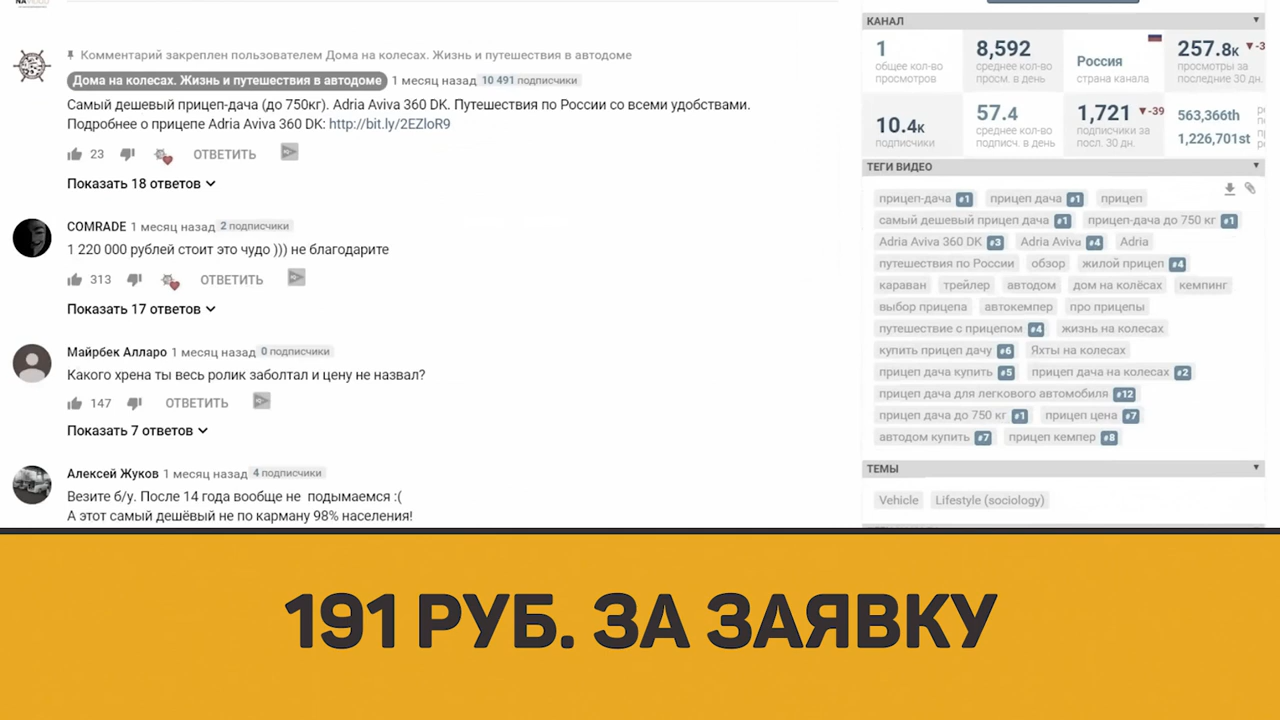 Комментарий закреплен пользователем Дома на колесах. Жизнь и путешествия в автодоме
Дома на колесах. Жизнь и путешествия в автодоме 1 месяц назад 10 491 подписчики
Самый дешевый прицеп-дача (до 750кг). Adria Aviva 360 DK. Путешествия по России со всеми удобствами.
Подробнее о прицепе Adria Aviva 360 DK: http://bit.ly/2EZloR9
23 ОТВЕТИТЬ
Показать 18 ответов
COMRADE 1 месяц назад 2 подписчики
1 220 000 рублей стоит это чудо ))) не благодарите
313 ОТВЕТИТЬ
Показать 17 ответов
Майрбек Алларо 1 месяц назад 0 подписчики
Какого хрена ты весь ролик заболтал и цену не назвал?
147 ОТВЕТИТЬ
Показать 7 ответов
Алексей Жуков 1 месяц назад 4 подписчики
Везите б/у. После 14 года вообще не подымаемся :(
А этот самый дешёвый не по карману 98% населения!
КАНАЛ
1 8,592 Россия 257.8к ▼-3
общее кол-во просмотров
среднее кол-во просм. в день
страна канала
просмотры за последние 30 дн.
10.4к 57.4 1,721 ▼-39 563,366th
1,226,701st
подписчики
среднее кол-во подписч. в день
подписчики за посл. 30 дн.
ТЕГИ ВИДЕО
прицеп-дача #1 прицеп дача #1 прицеп
самый дешевый прицеп дача #1 прицеп-дача до 750 кг #1
Adria Aviva 360 DK #3 Adria Aviva #4 Adria
путешествия по России обзор жилой прицеп #4
караван трейлер автодом дом на колёсах кемпинг
выбор прицепа автокемпер про прицепы
путешествие с прицепом #4 жизнь на колесах
купить прицеп дачу #6 Яхты на колесах
прицеп дача купить #5 прицеп дача на колесах #2
прицеп дача для легкового автомобиля #12
прицеп дача до 750 кг #1 прицеп цена #7
автодом купить #7 прицеп кемпер #8
ТЕМЫ
Vehicle Lifestyle (sociology)
191 РУБ. ЗА ЗАЯВКУ